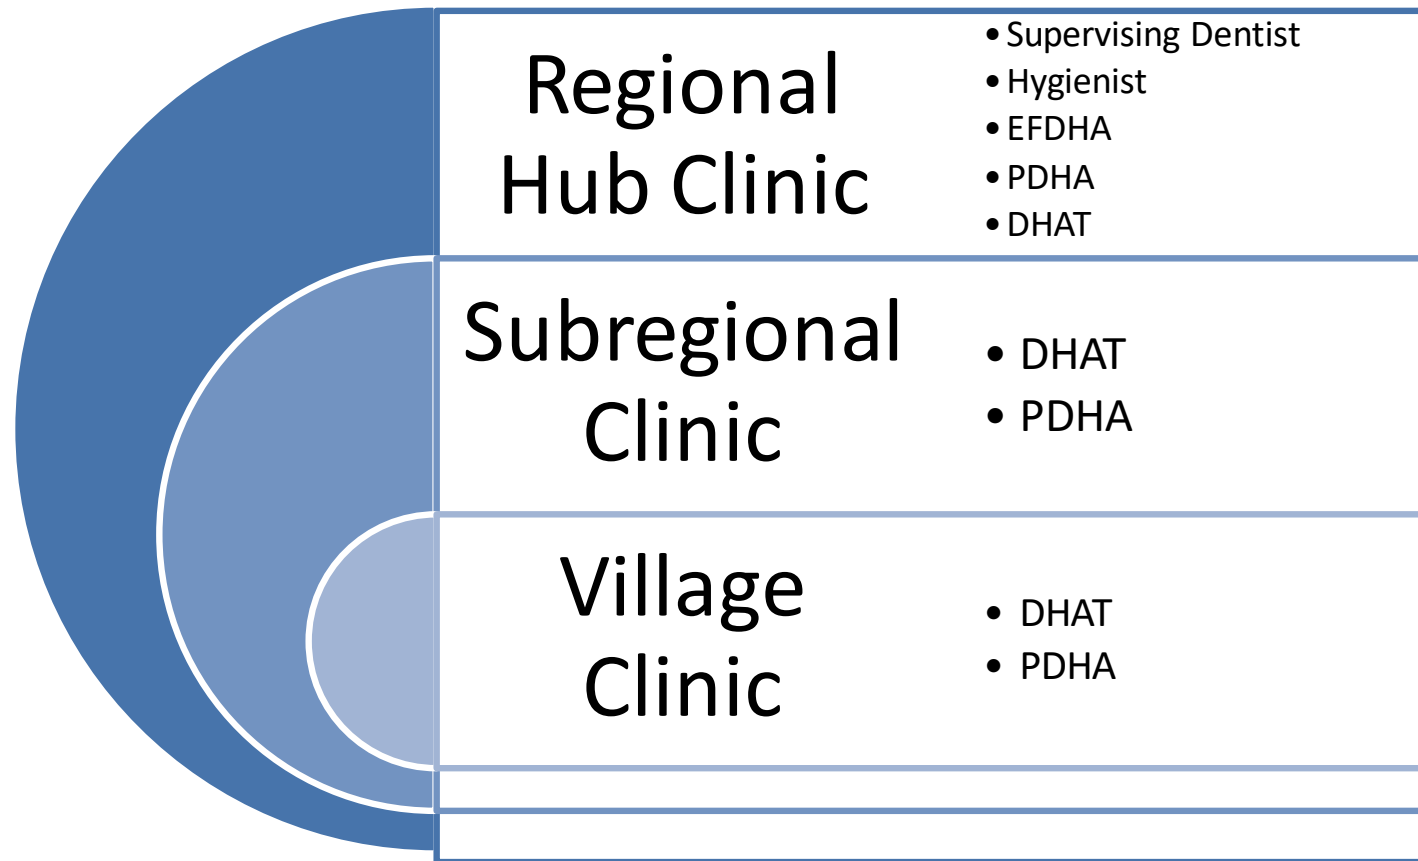 Regional
Hub Clinic
• Supervising Dentist
• Hygienist
• EFDHA
• PDHA
• DHAT
Subregional
Clinic
• DHAT
• PDHA
Village
Clinic
• DHAT
• PDHA